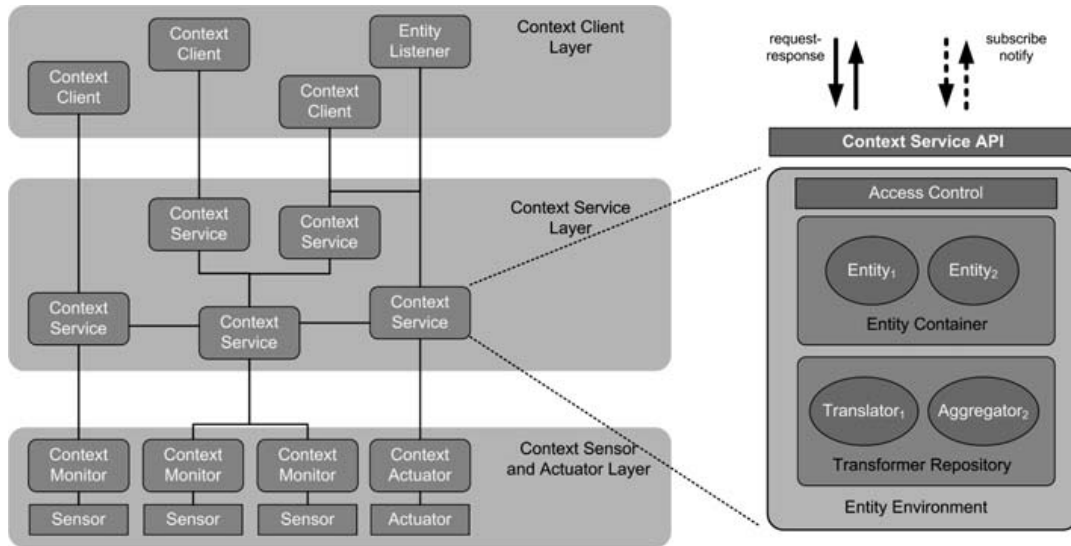 Context
Client
Context
Client
Context
Client
Entity
Listener
Context Client
Layer
Context
Service
Context
Service
Context Service
Layer
Context
Service
Context
Service
Context
Service
Context
Monitor
Context
Monitor
Context
Monitor
Context
Actuator
Context Sensor
and Actuator Layer
Sensor
Sensor
Sensor
Actuator
request-
response
subscribe
notify
Context Service API
Access Control
Entity₁
Entity₂
Entity Container
Translator₁
Aggregator₂
Transformer Repository
Entity Environment